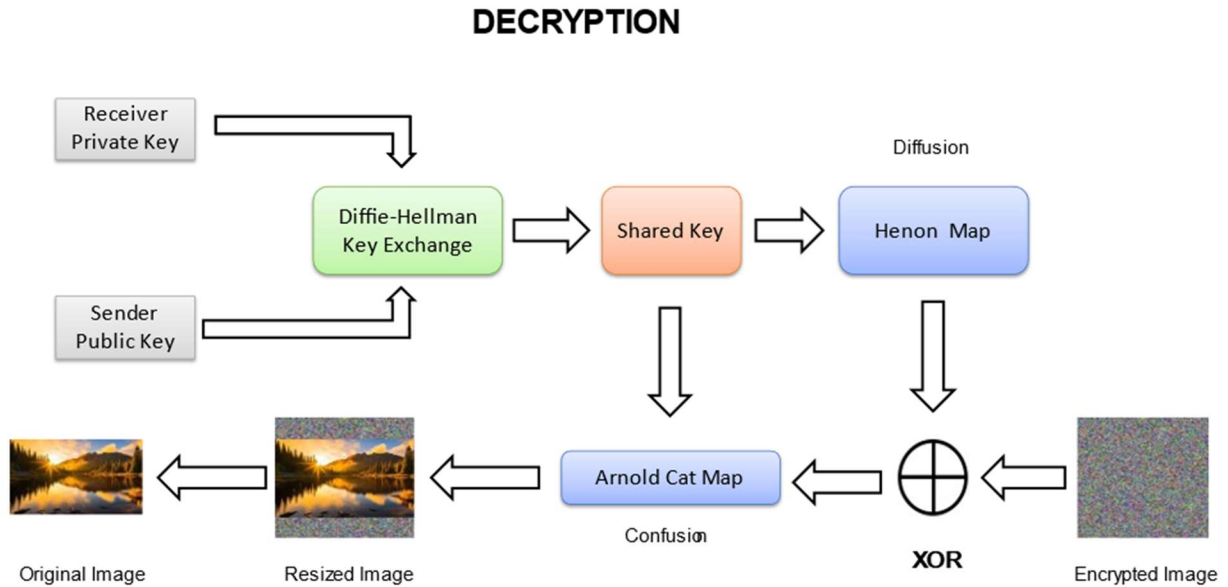 DECRYPTION
Receiver
Private Key
Diffusion
Diffie-Hellman
Key Exchange
Shared Key
Henon Map
Sender
Public Key
Arnold Cat Map
Confusion
XOR
Original Image
Resized Image
Encrypted Image